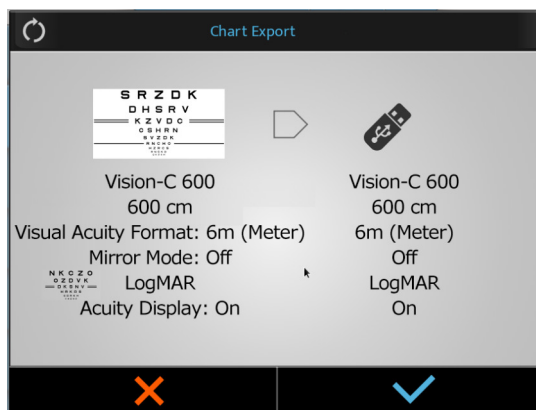 Chart Export
S R Z D K
D H S R V
K Z V D C
O S H R N
S V Z D K
R N C H O
Vision-C 600
600 cm
Visual Acuity Format: 6m (Meter)
Mirror Mode: Off
N K C Z O
O Z D V K
D K S N V
LogMAR
Acuity Display: On
Vision-C 600
600 cm
6m (Meter)
Off
LogMAR
On